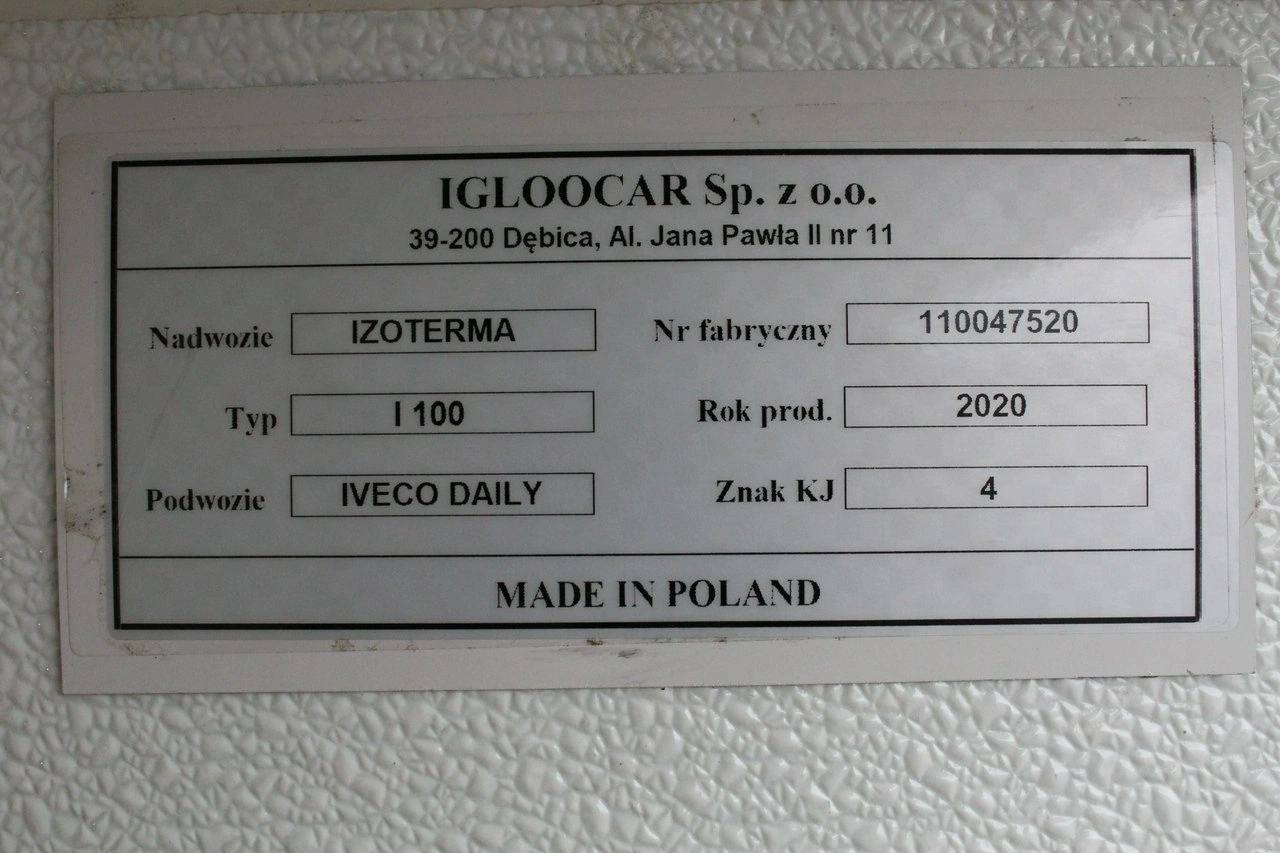 IGLOOCAR Sp. z o.o.
39-200 Dębica, Al. Jana Pawła II nr 11
Nadwozie IZOTERMA Nr fabryczny 110047520
Typ I 100 Rok prod. 2020
Podwozie IVECO DAILY Znak KJ 4
MADE IN POLAND